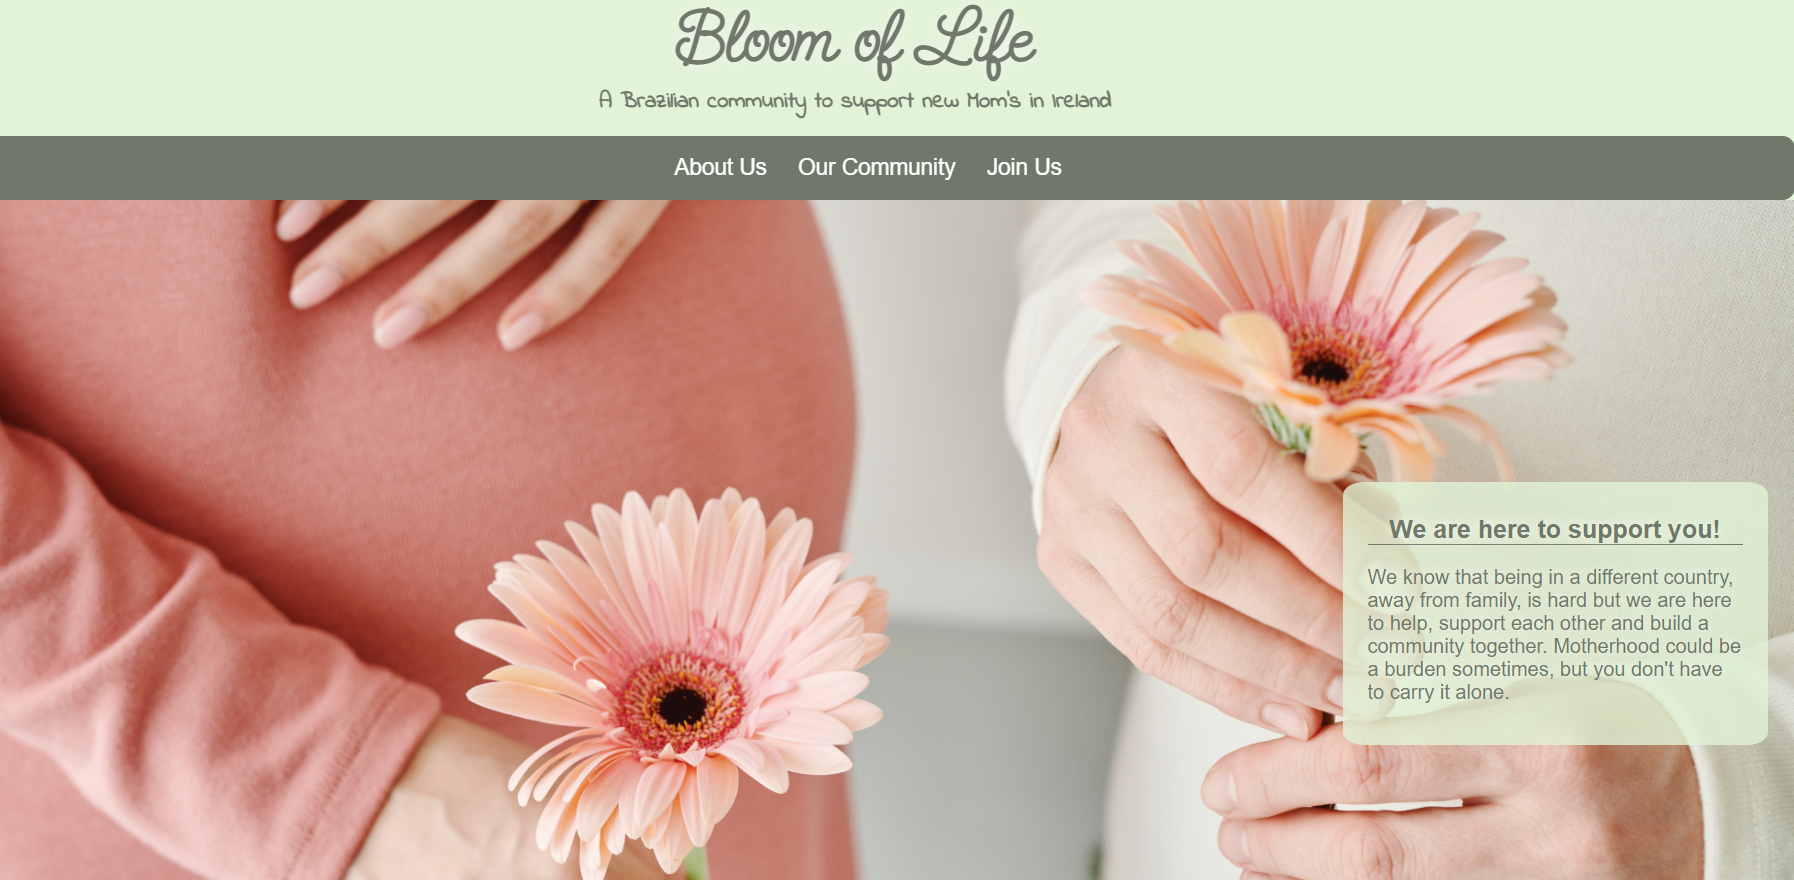 Bloom of Life
A Brazilian community to support new Mom's in Ireland
About Us Our Community Join Us
We are here to support you!
We know that being in a different country,
away from family, is hard but we are here
to help, support each other and build a
community together. Motherhood could be
a burden sometimes, but you don't have
to carry it alone.